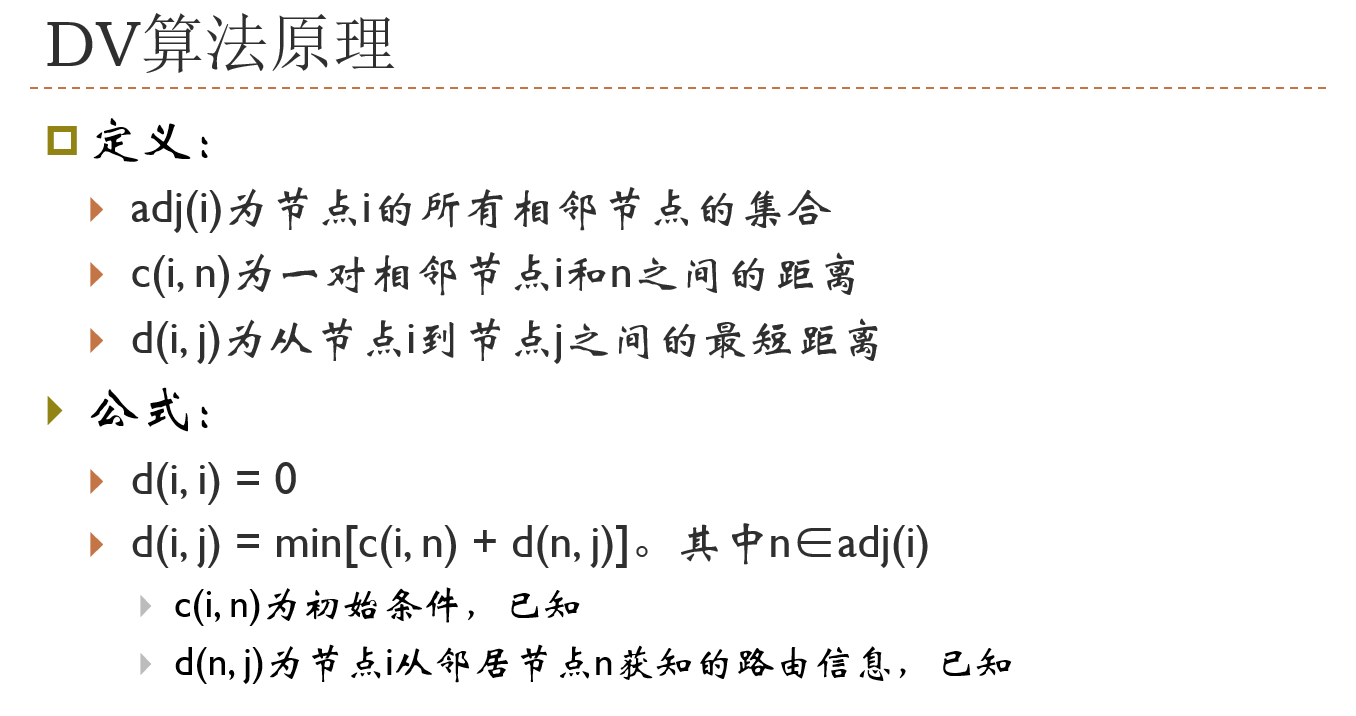 DV算法原理
定义：
adj(i)为节点i的所有相邻节点的集合
c(i, n)为一对相邻节点i和n之间的距离
d(i, j)为从节点i到节点j之间的最短距离
公式：
d(i, i) = 0
d(i, j) = min[c(i, n) + d(n, j)]。其中n∈adj(i)
c(i, n)为初始条件，已知
d(n, j)为节点i从邻居节点n获知的路由信息，已知